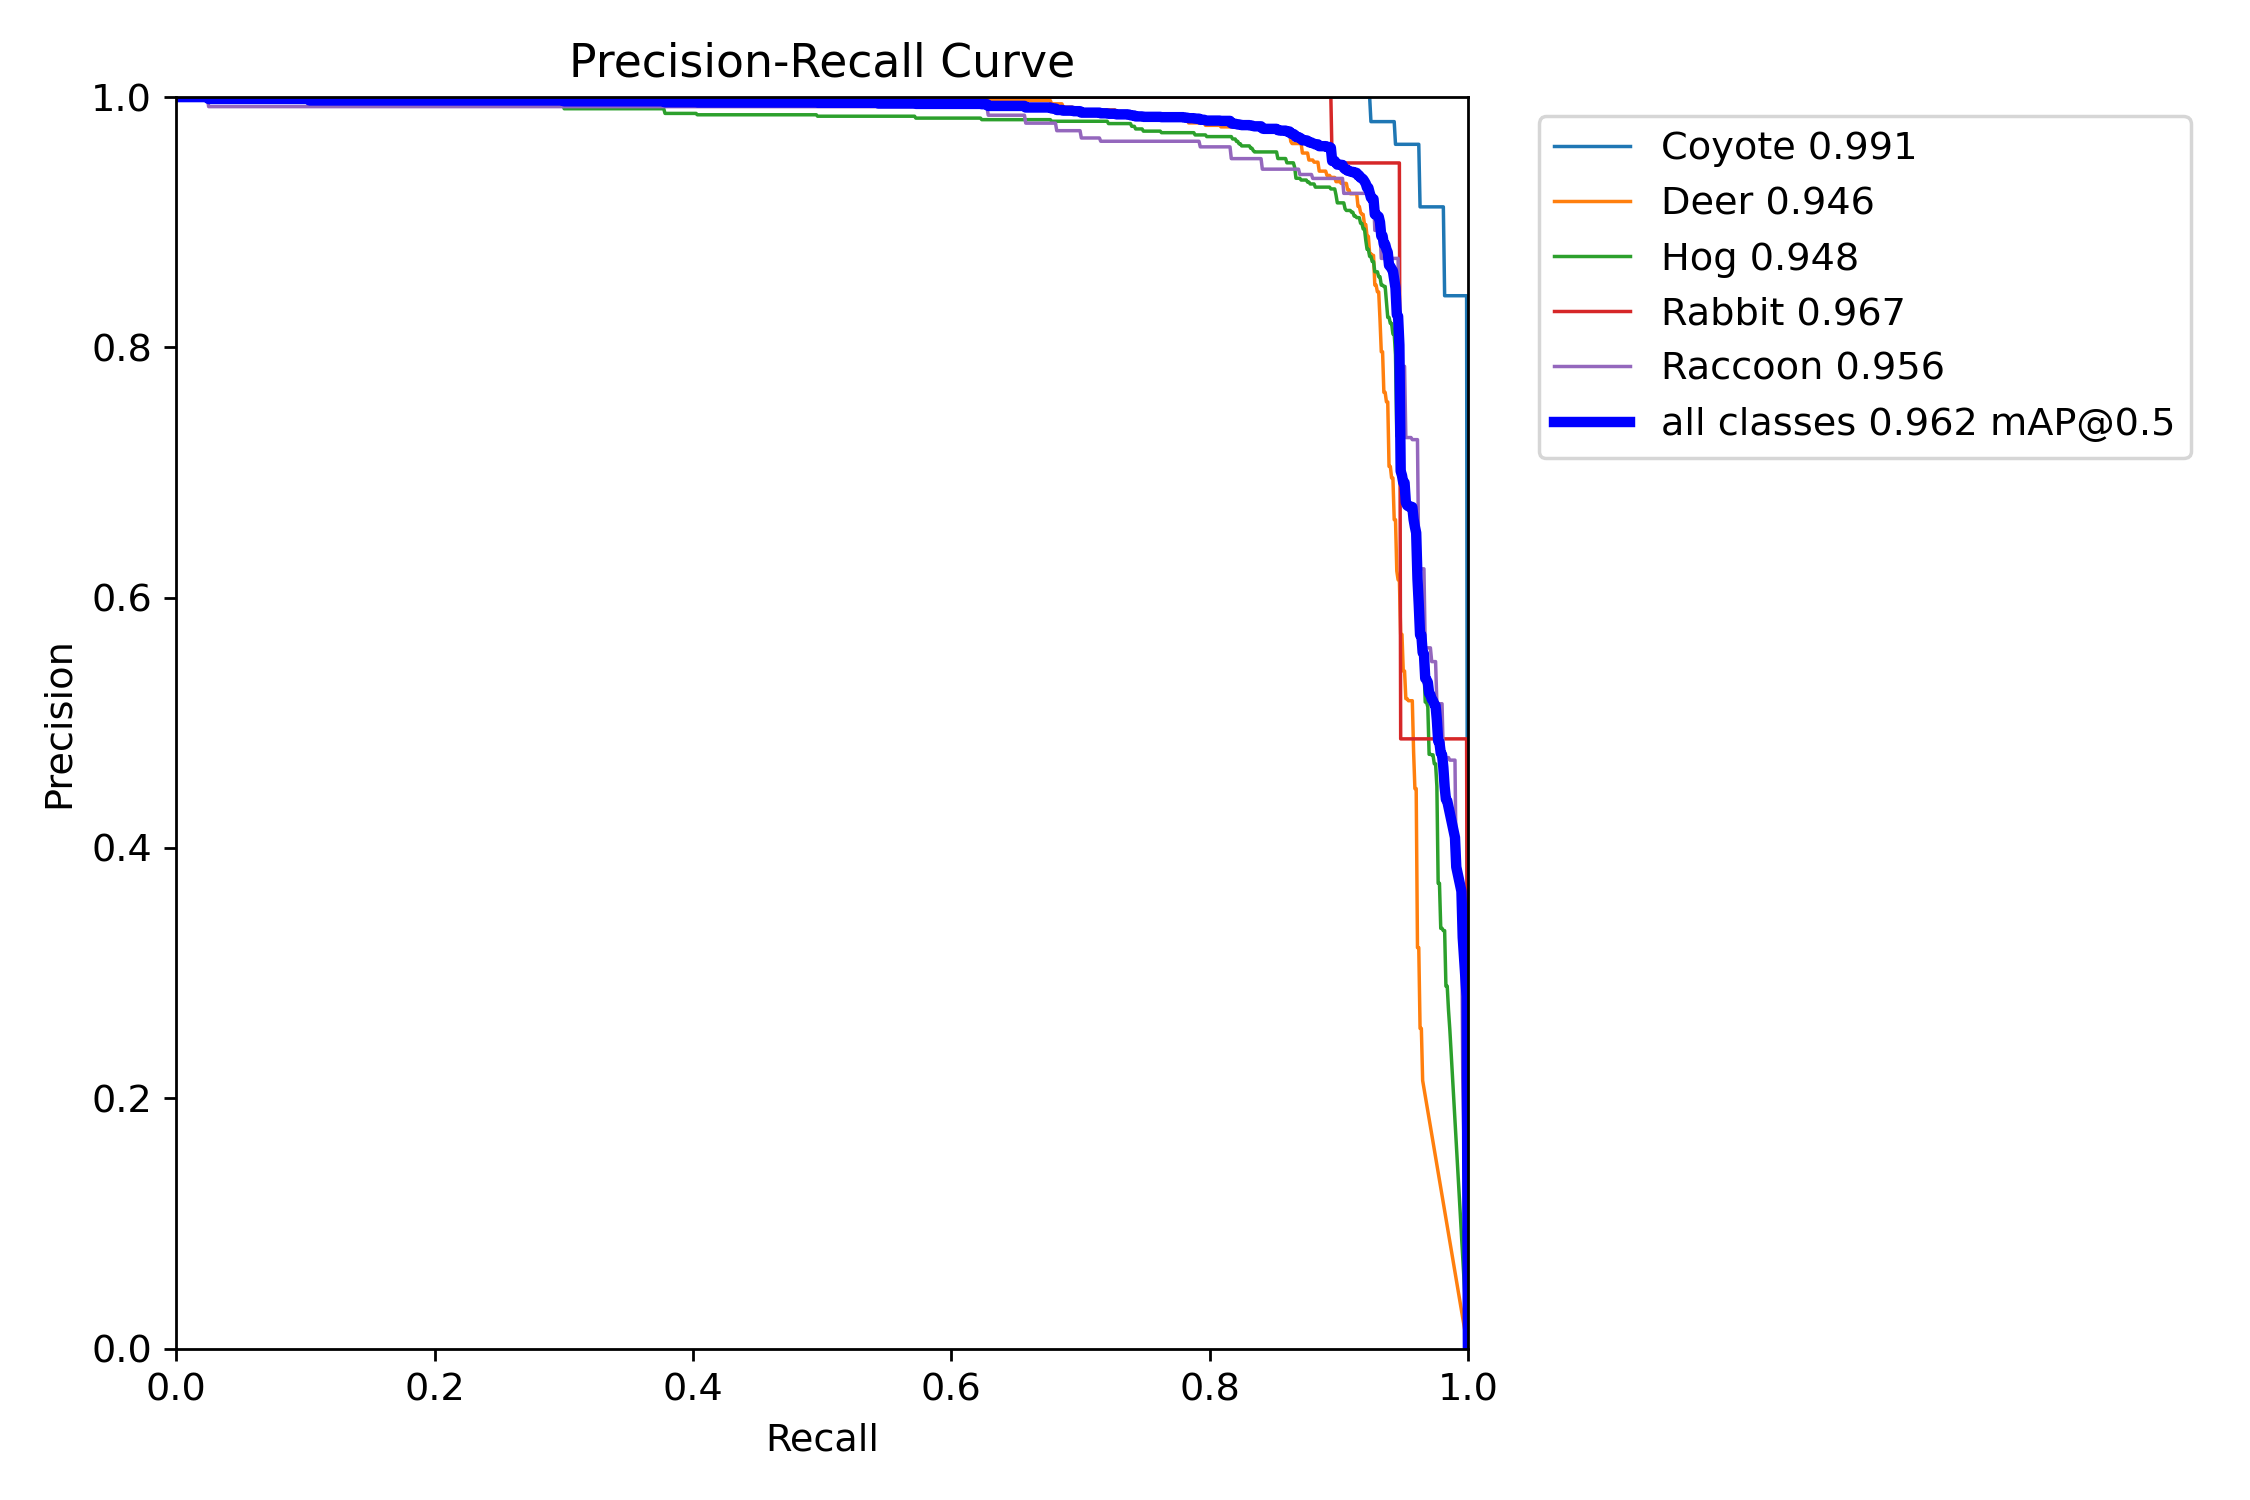 Precision-Recall Curve
1.0
0.8
0.6
0.4
0.2
0.0
Precision
0.0 0.2 0.4 0.6 0.8 1.0
Recall
Coyote 0.991
Deer 0.946
Hog 0.948
Rabbit 0.967
Raccoon 0.956
all classes 0.962 mAP@0.5